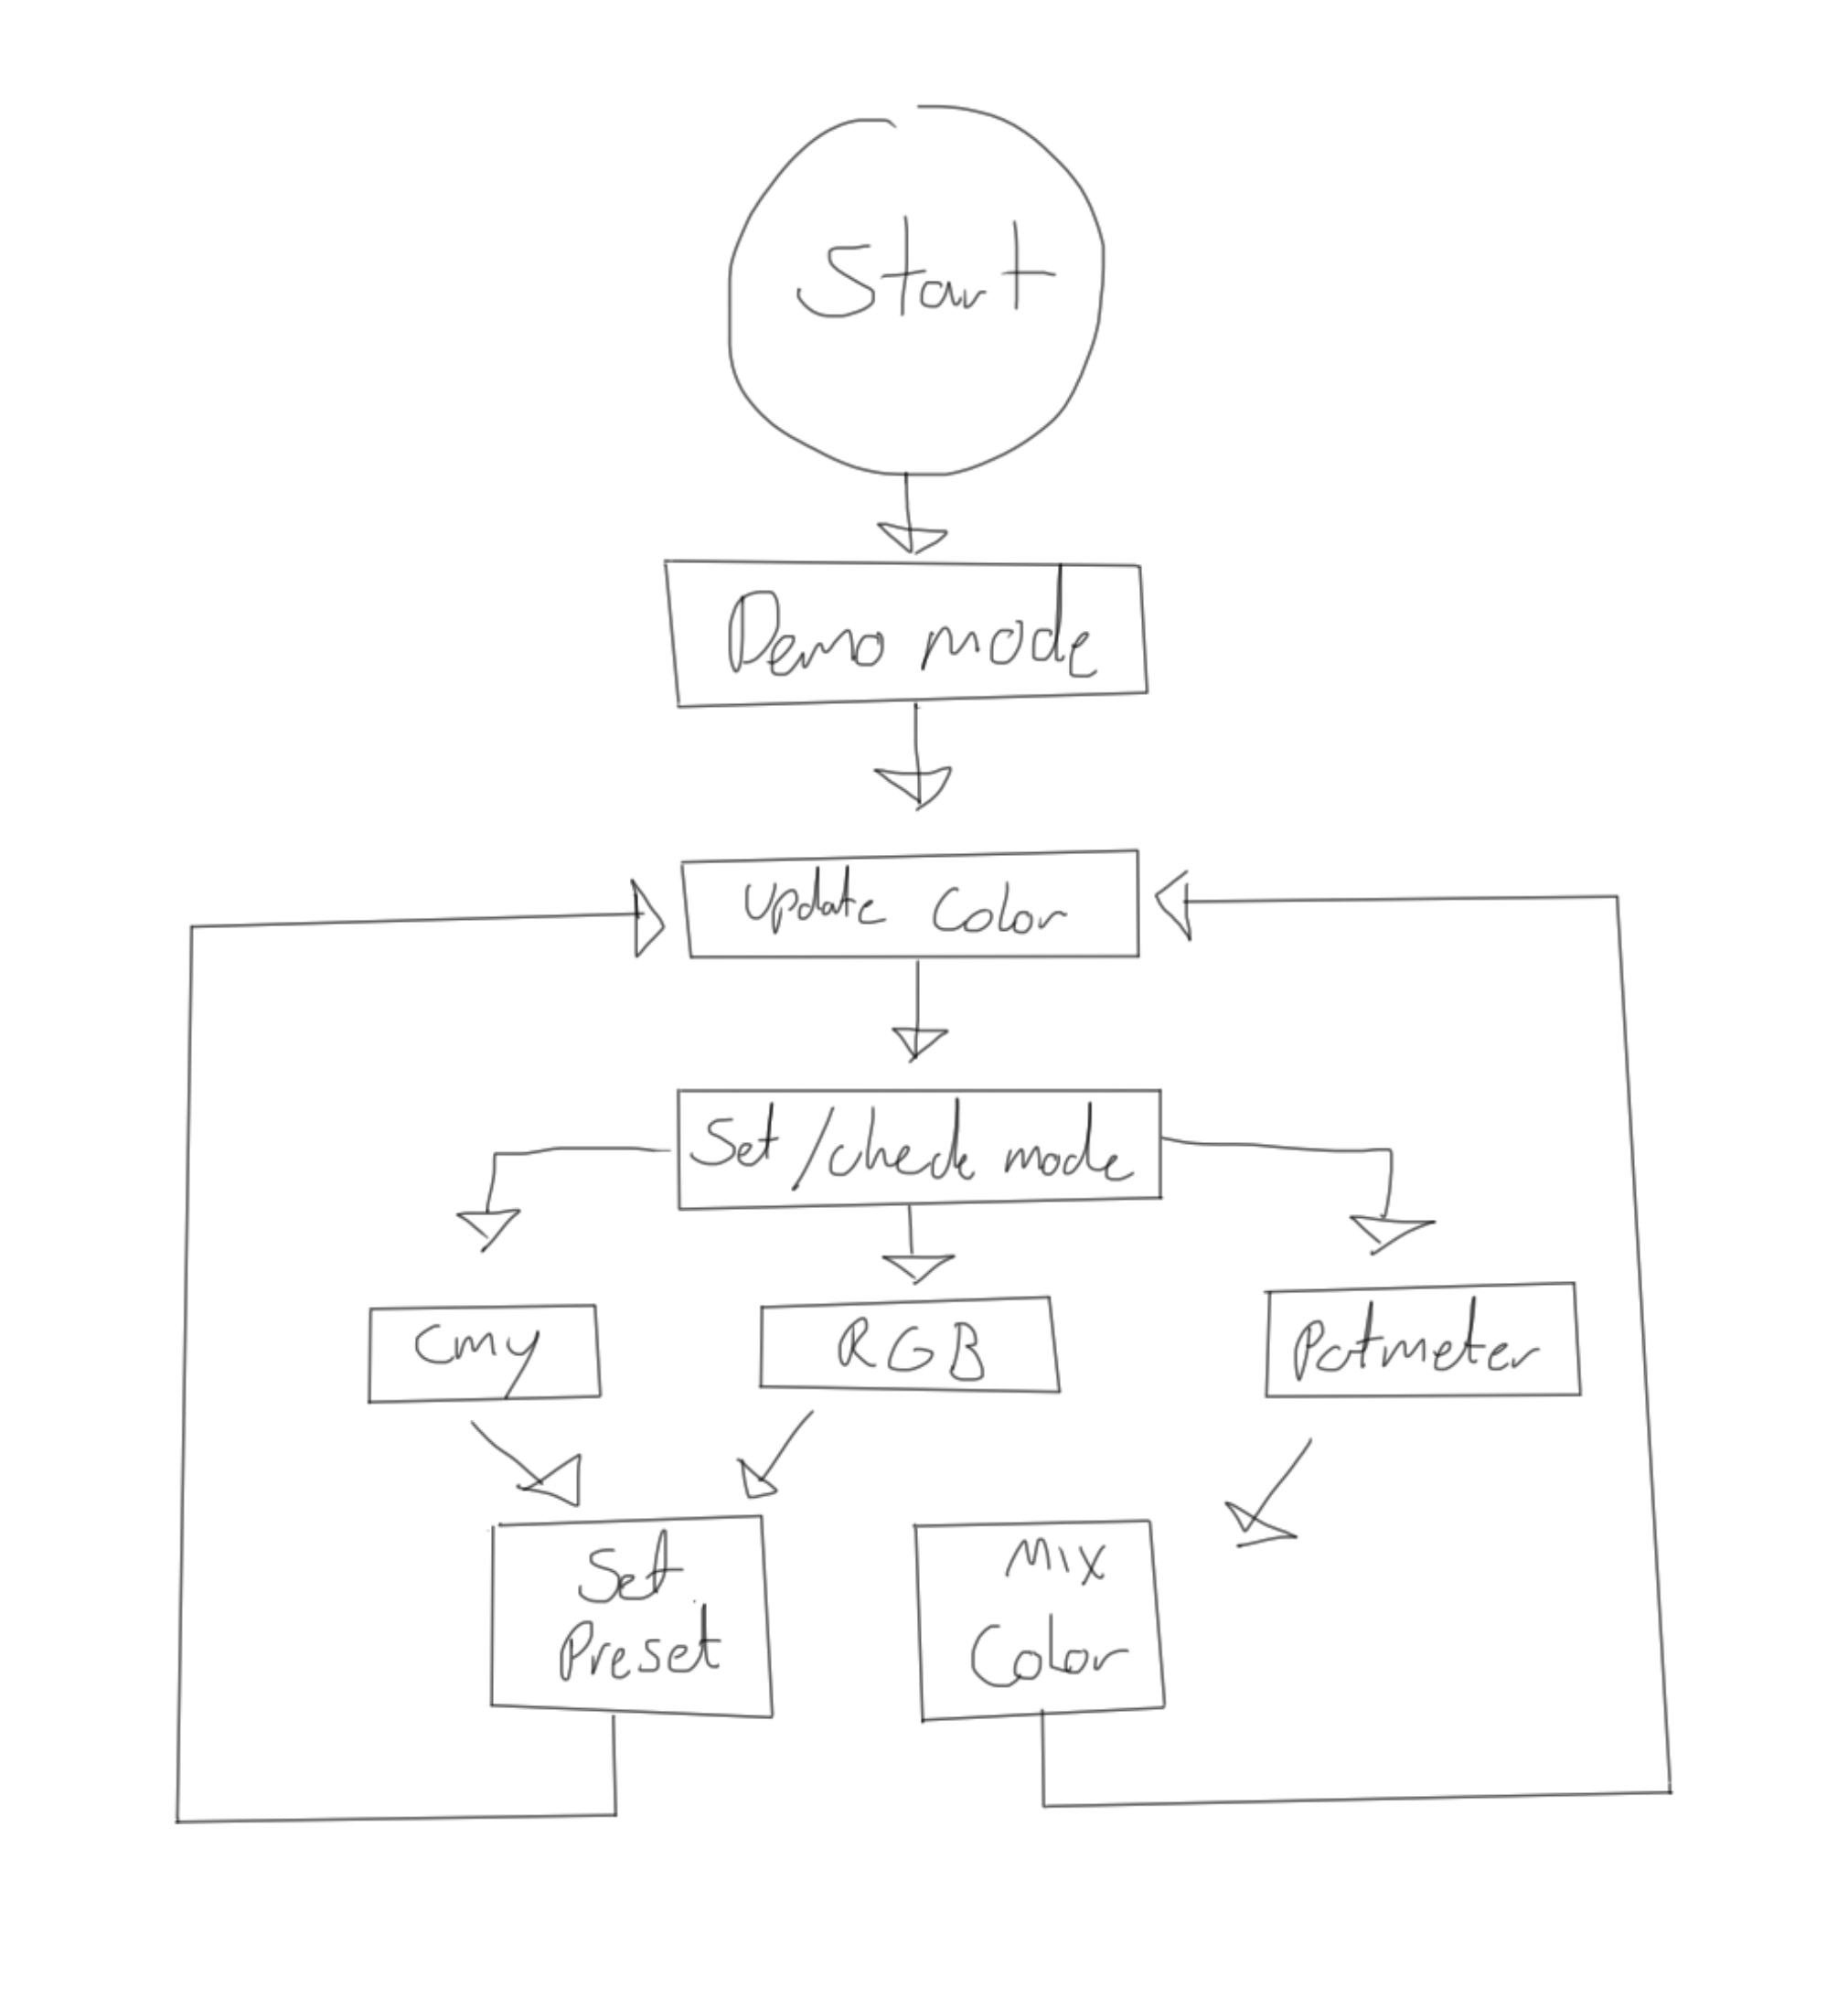 Start
Demo mode
Update Color
Set/check mode
Cmy
RGB
Potmeter
Set
Preset
Mix
Color